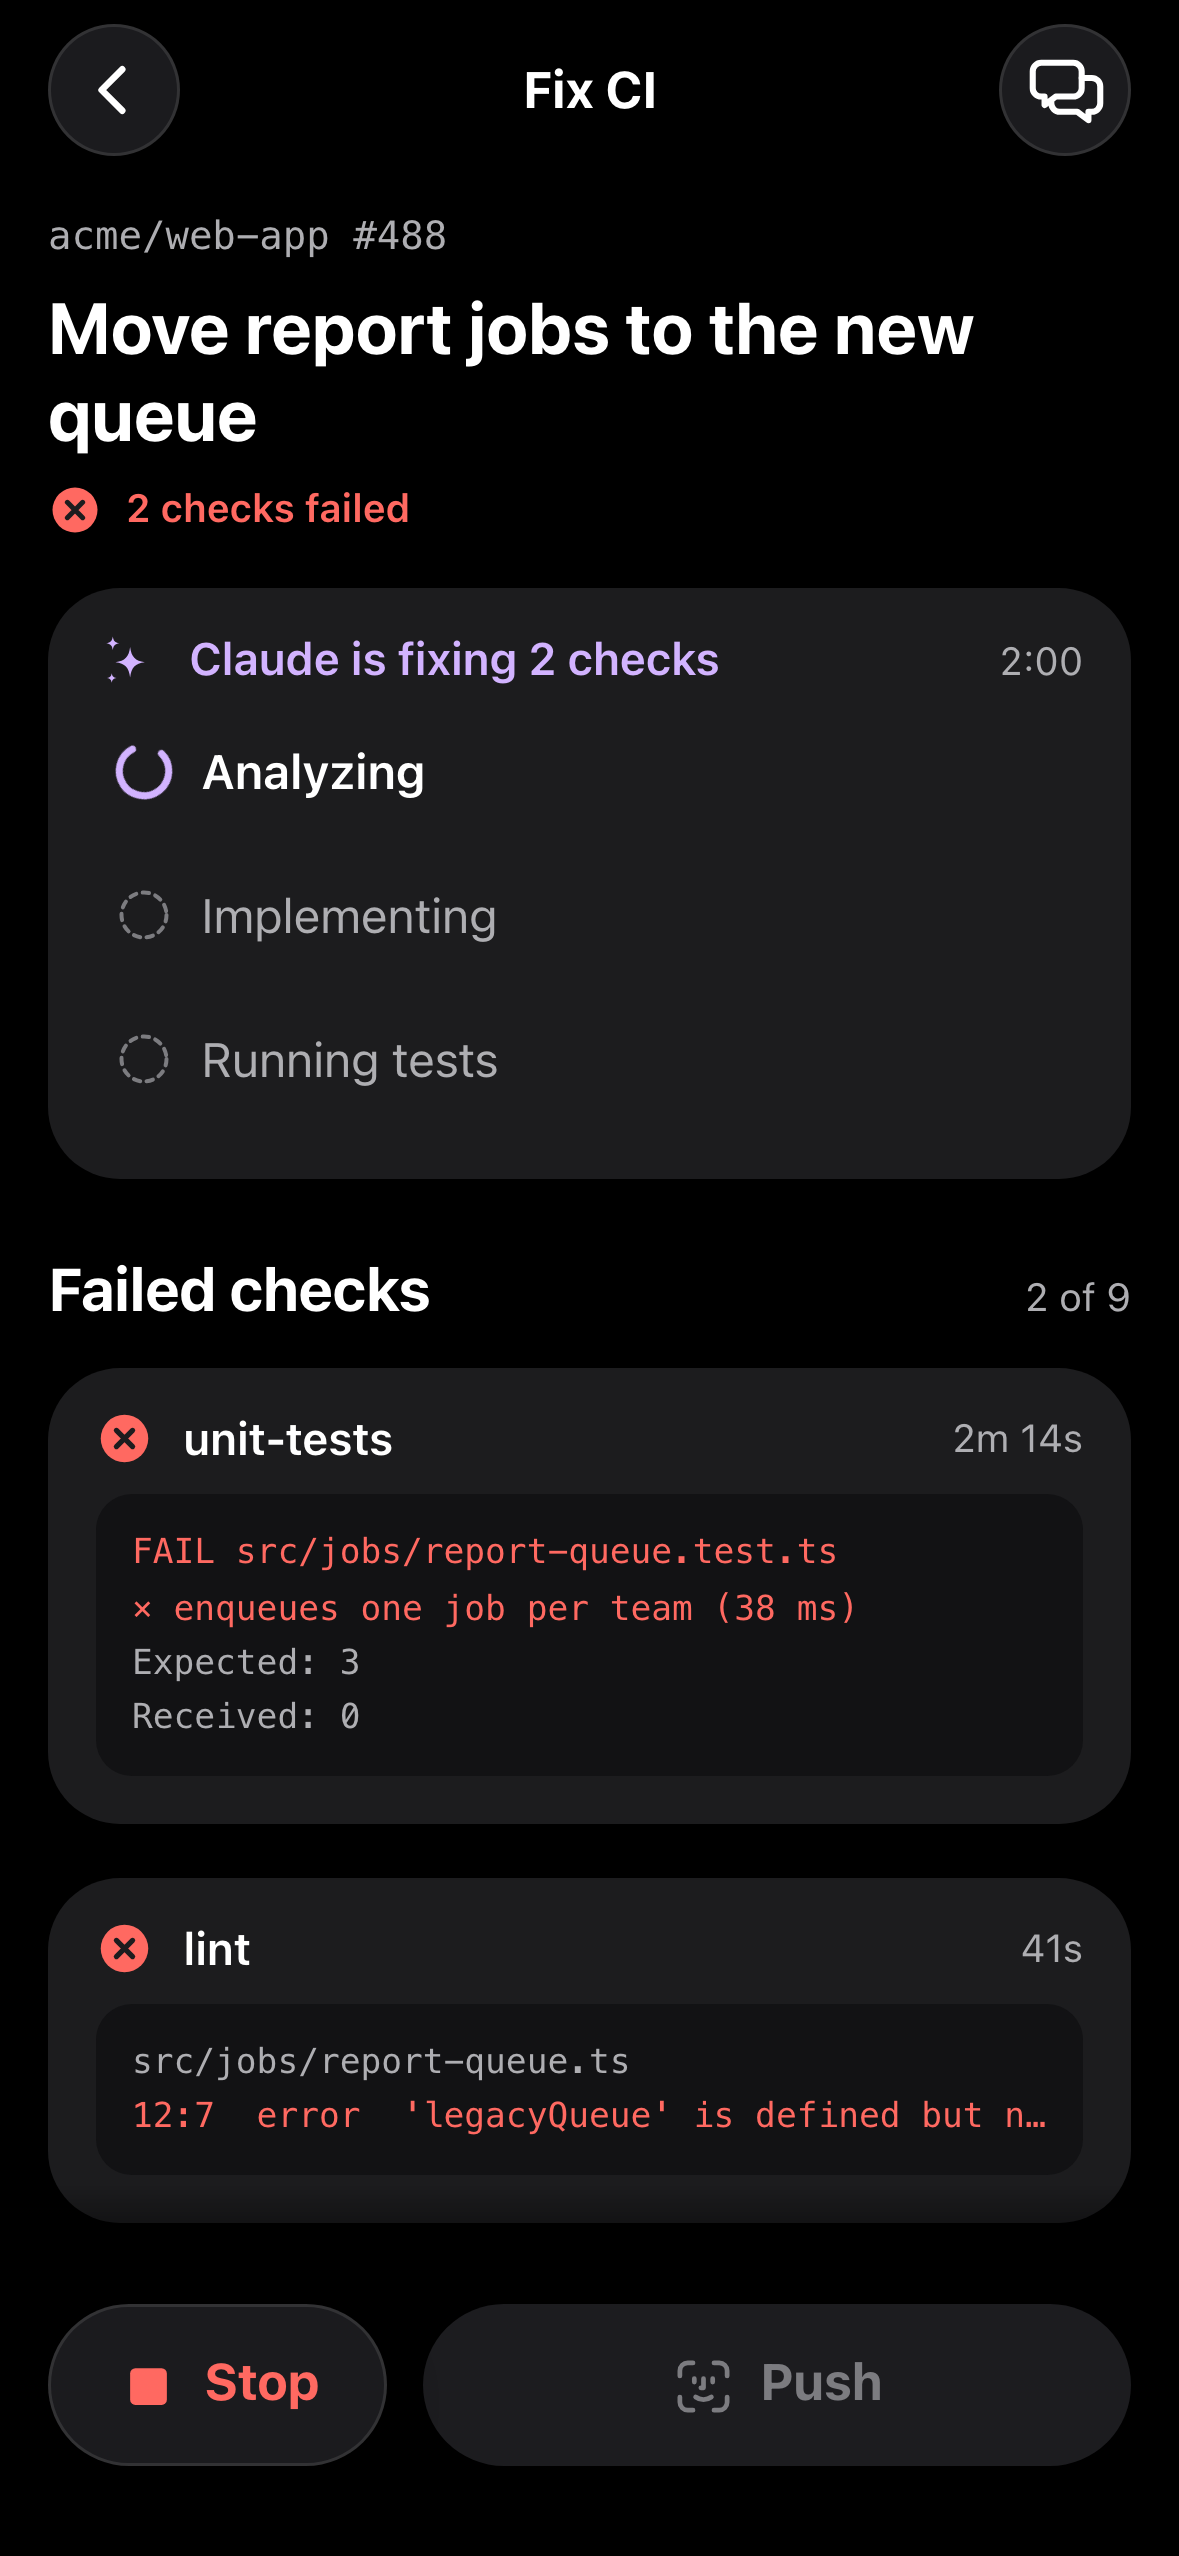 Fix CI
acme/web-app #488
Move report jobs to the new
queue
2 checks failed
Claude is fixing 2 checks 2:00
Analyzing
Implementing
Running tests
Failed checks 2 of 9
unit-tests 2m 14s
FAIL src/jobs/report-queue.test.ts
× enqueues one job per team (38 ms)
Expected: 3
Received: 0
lint 41s
src/jobs/report-queue.ts
12:7  error  'legacyQueue' is defined but n…
Stop Push